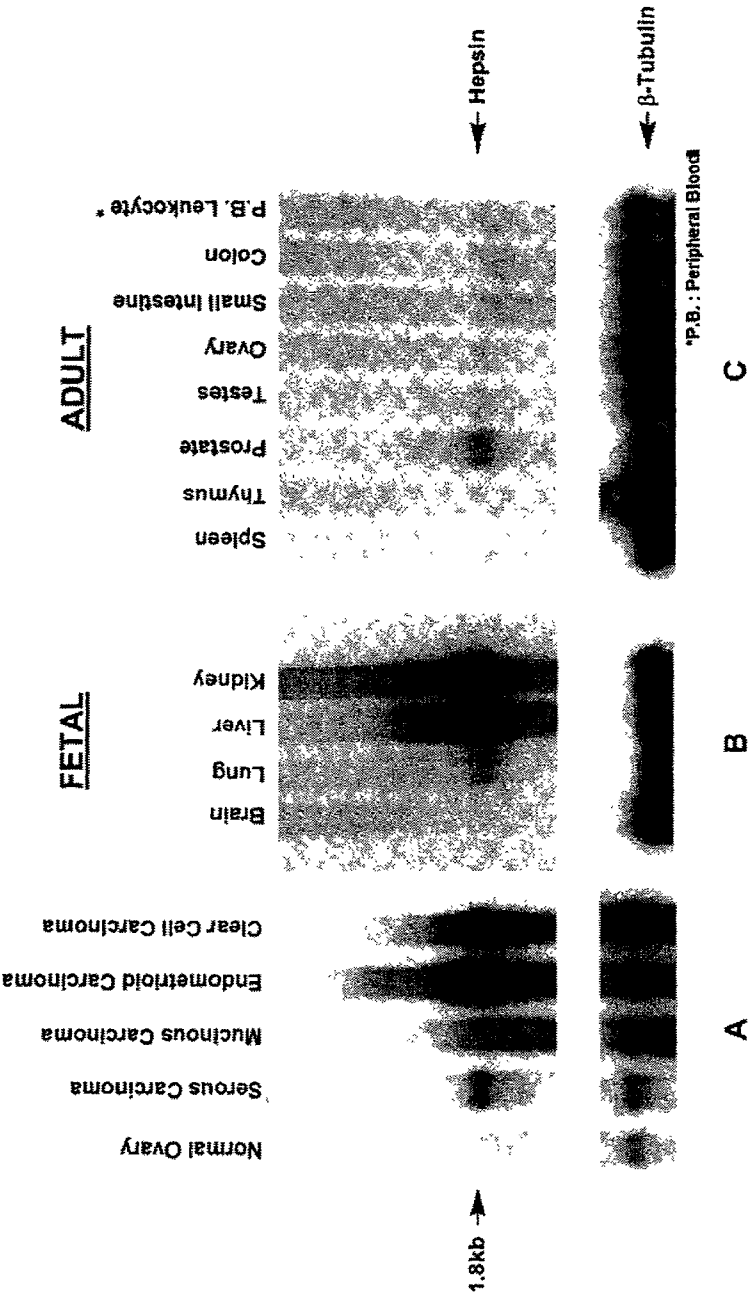 FETAL
ADULT
Normal Ovary
Serous Carcinoma
Mucinous Carcinoma
Endometrioid Carcinoma
Clear Cell Carcinoma
Brain
Lung
Liver
Kidney
Spleen
Thymus
Prostate
Testes
Ovary
Small Intestine
Colon
P.B. Leukocyte *
1.8kb
Hepsin
β-Tubulin
*P.B. : Peripheral Blood
A
B
C